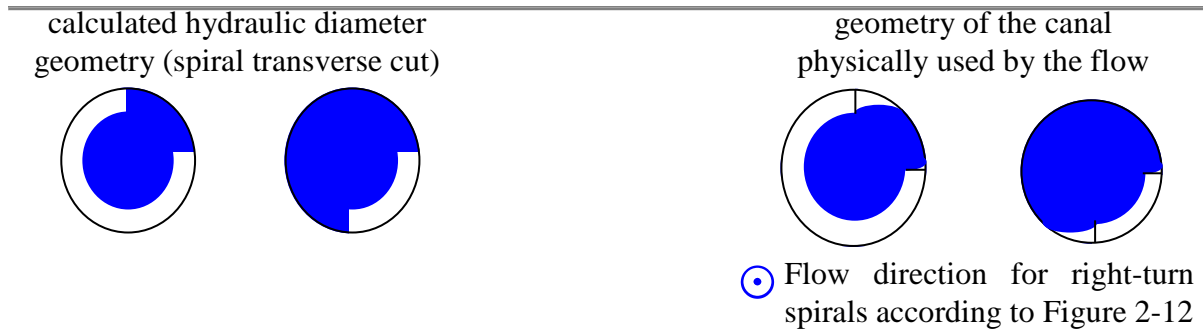 calculated hydraulic diameter
geometry (spiral transverse cut)
geometry of the canal
physically used by the flow
Flow direction for right-turn
spirals according to Figure 2-12